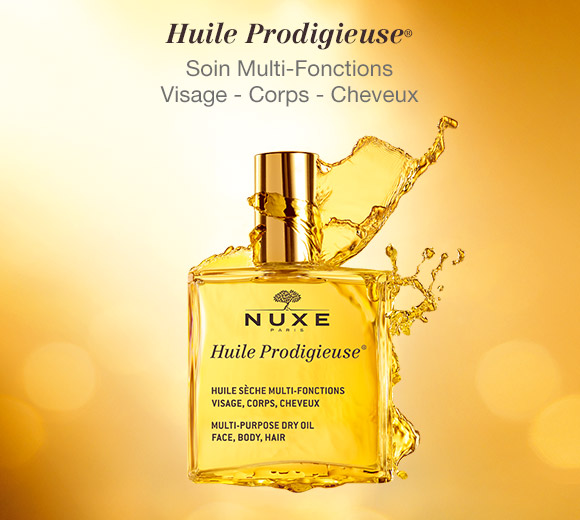 Huile Prodigieuse®
Soin Multi-Fonctions
Visage - Corps - Cheveux
NUXE
PARIS
Huile Prodigieuse®
HUILE SÈCHE MULTI-FONCTIONS
VISAGE, CORPS, CHEVEUX
MULTI-PURPOSE DRY OIL
FACE, BODY, HAIR